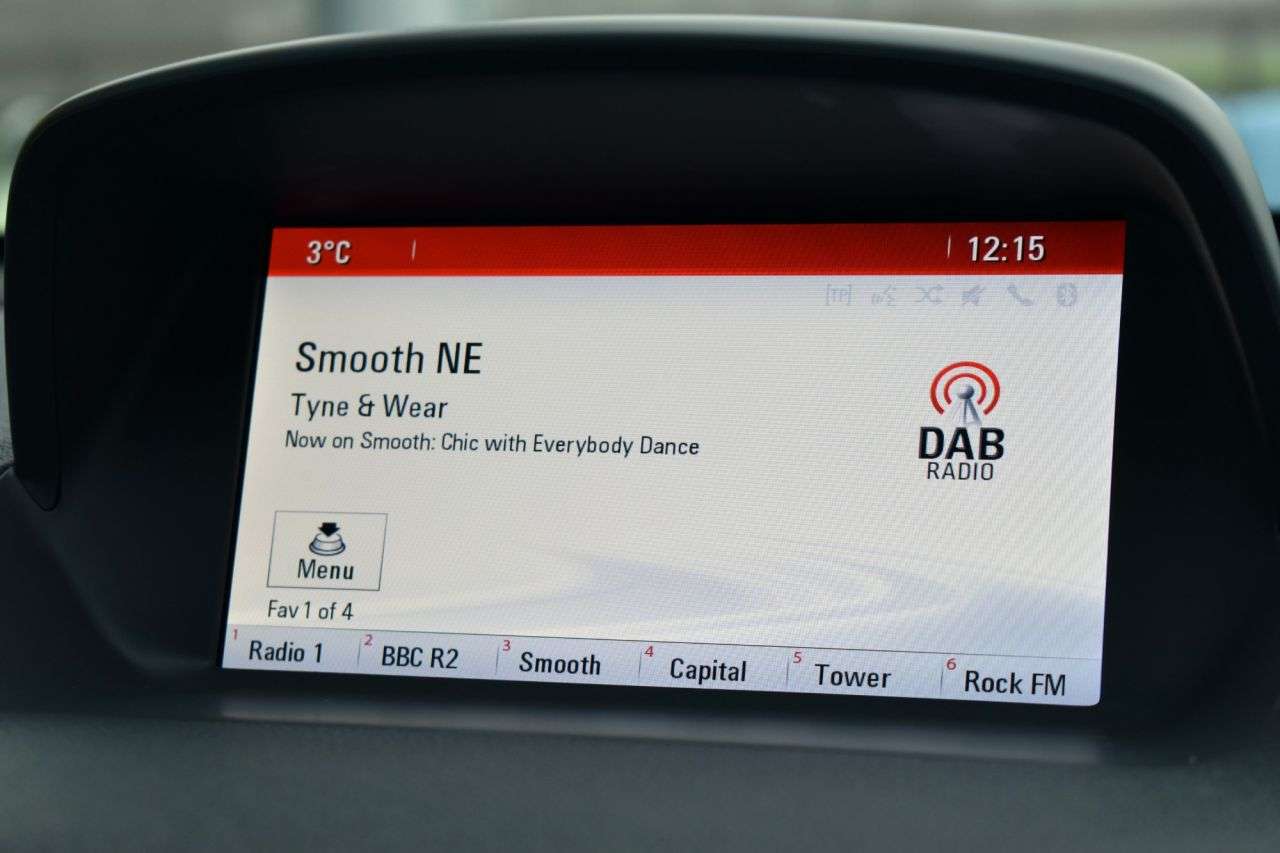 3°C 12:15
[TP]
Smooth NE
Tyne & Wear
Now on Smooth: Chic with Everybody Dance
DAB
RADIO
Menu
Fav 1 of 4
1 Radio 1 2 BBC R2 3 Smooth 4 Capital 5 Tower 6 Rock FM